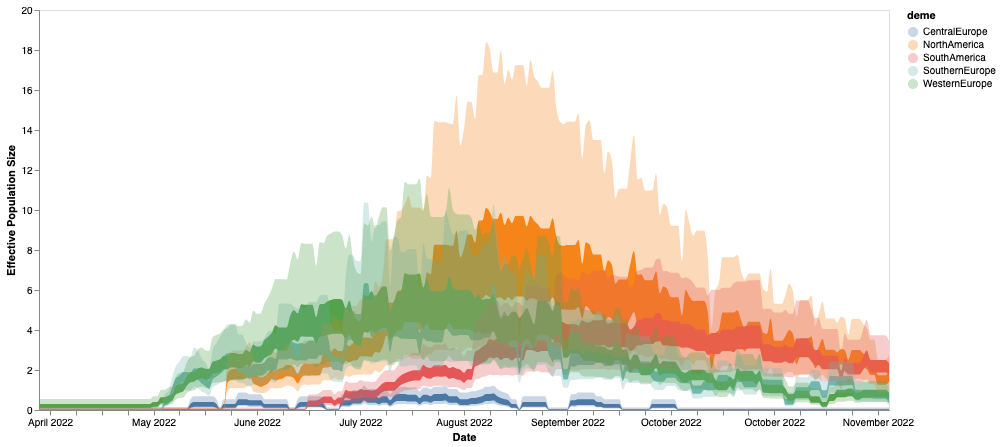 20
18
16
14
12
10
8
6
4
2
0
Effective Population Size
April 2022 May 2022 June 2022 July 2022 August 2022 September 2022 October 2022 October 2022 November 2022
Date
deme
CentralEurope
NorthAmerica
SouthAmerica
SouthernEurope
WesternEurope